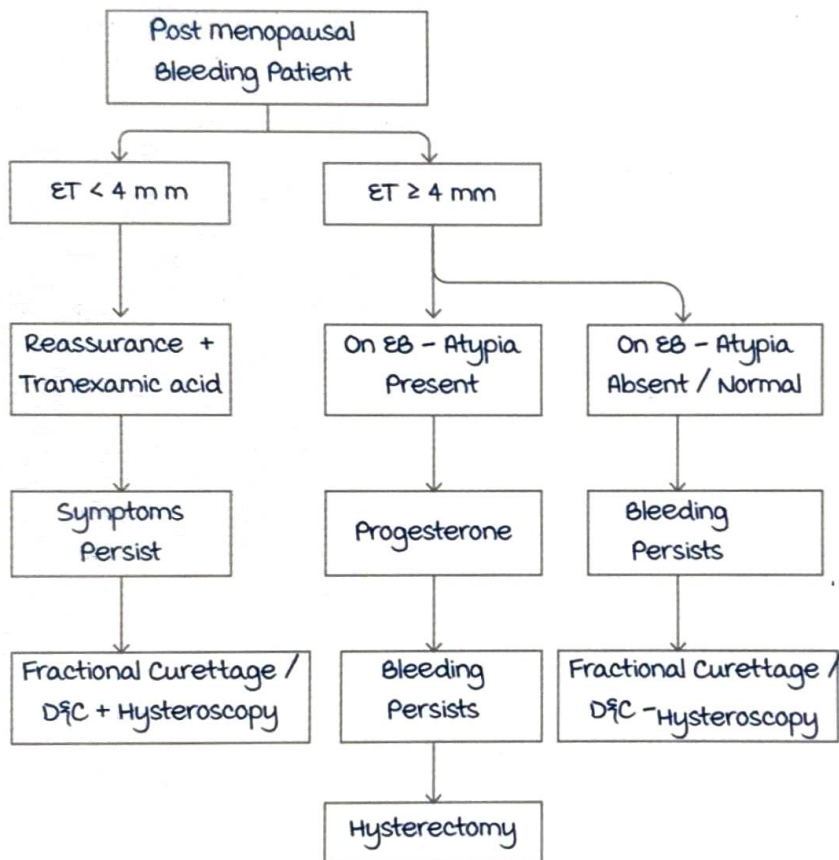 Post menopausal
Bleeding Patient
ET < 4 m m
ET ≥ 4 mm
Reassurance +
Tranexamic acid
On EB - Atypia
Present
On EB - Atypia
Absent / Normal
Symptoms
Persist
Progesterone
Bleeding
Persists
Fractional Curettage /
D&C + Hysteroscopy
Bleeding
Persists
Fractional Curettage /
D&C - Hysteroscopy
Hysterectomy